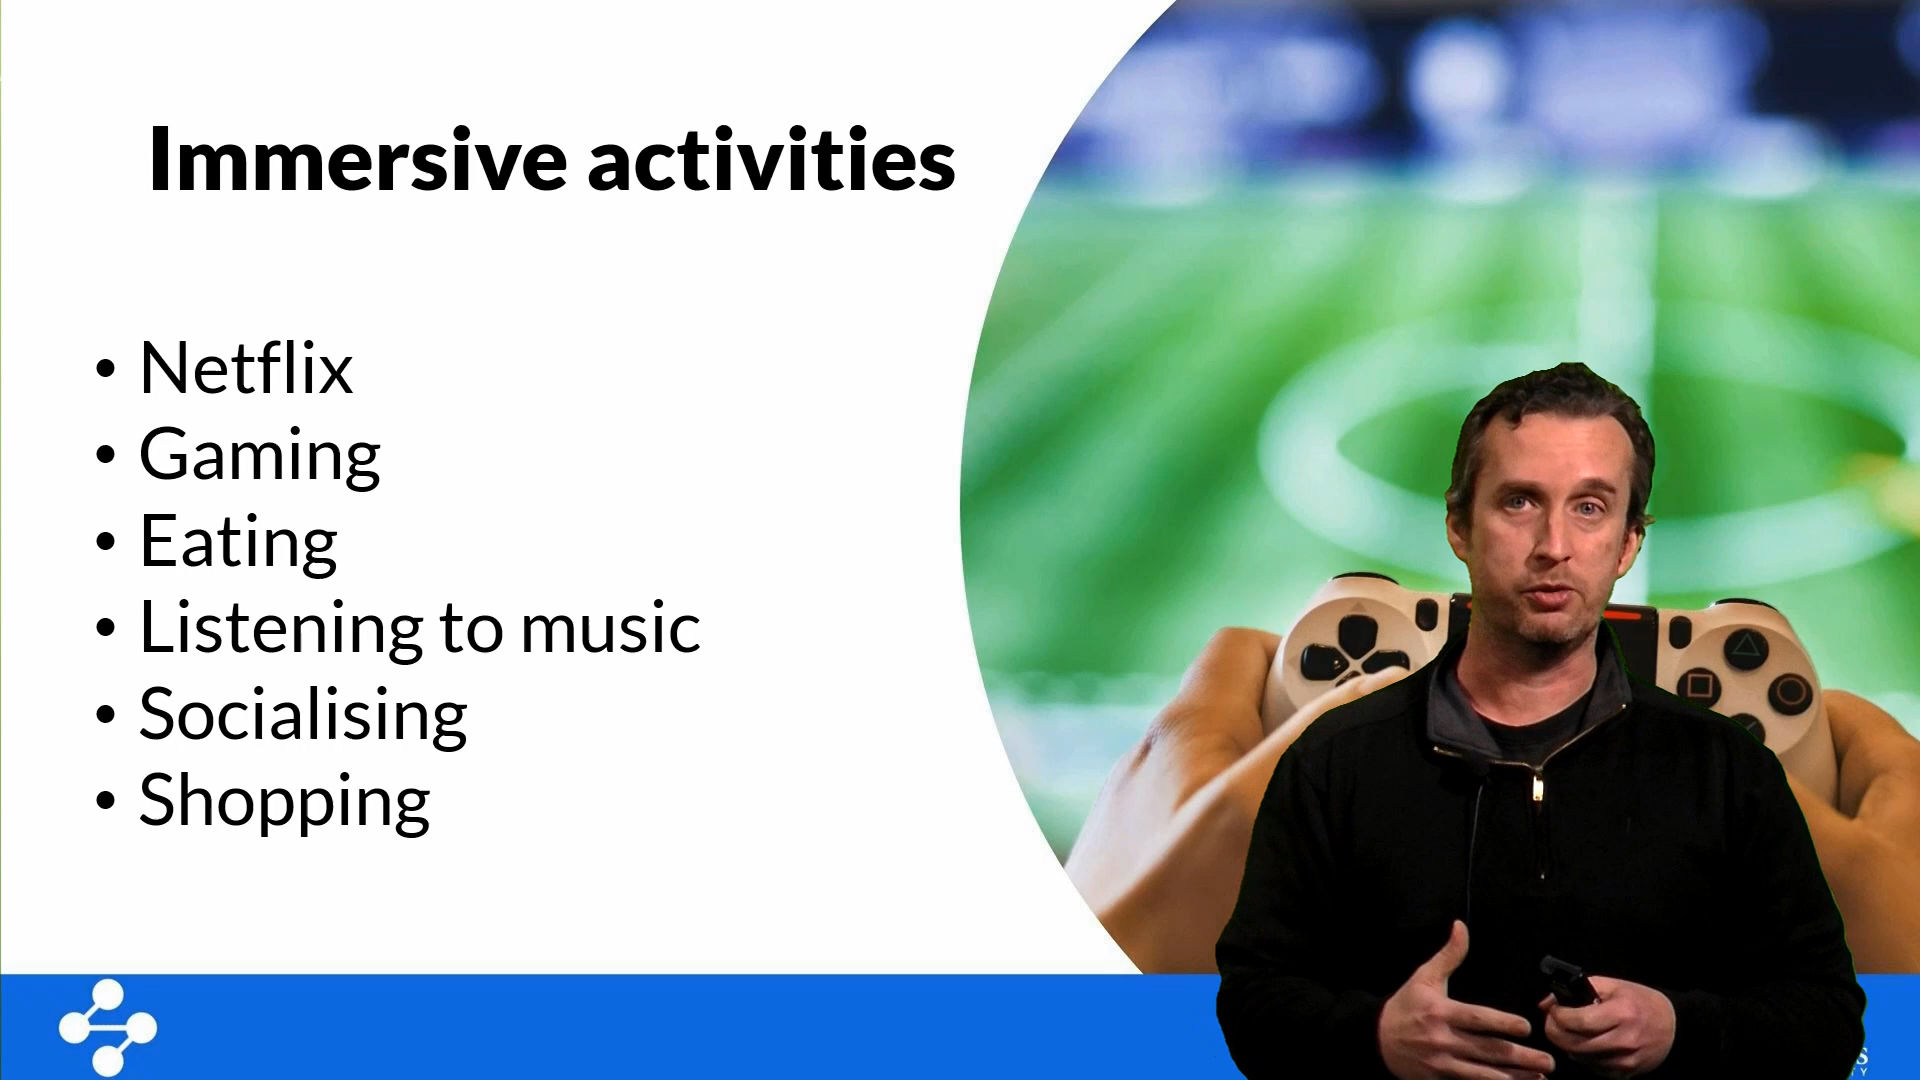 Immersive activities
• Netflix
• Gaming
• Eating
• Listening to music
• Socialising
• Shopping